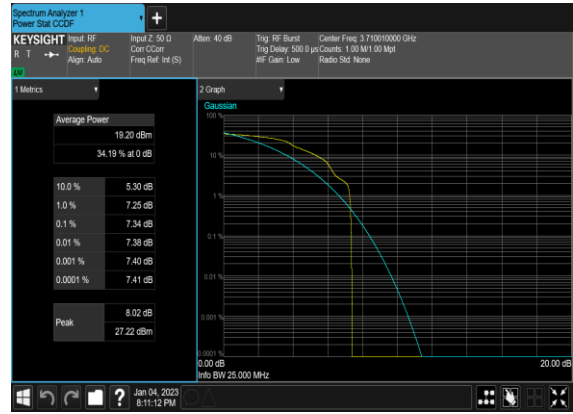 Spectrum Analyzer 1
Power Stat CCDF
KEYSIGHT
R T
LW
Input: RF
Coupling: DC
Align: Auto
Input Z: 50 Ω
Corr CCorr
Freq Ref: Int (S)
Atten: 40 dB
Trig: RF Burst
Trig Delay: 500.0 µs
#IF Gain: Low
Center Freq: 3.710010000 GHz
Counts: 1.00 M/1.00 Mpt
Radio Std: None
1 Metrics
Average Power
19.20 dBm
34.19 % at 0 dB
10.0 % 5.30 dB
1.0 % 7.25 dB
0.1 % 7.34 dB
0.01 % 7.38 dB
0.001 % 7.40 dB
0.0001 % 7.41 dB
Peak
8.02 dB
27.22 dBm
2 Graph
Gaussian
100 %
10 %
1 %
0.1 %
0.01 %
0.001 %
0.0001 %
0.00 dB
20.00 dB
Info BW 25.000 MHz
?
Jan 04, 2023
8:11:12 PM